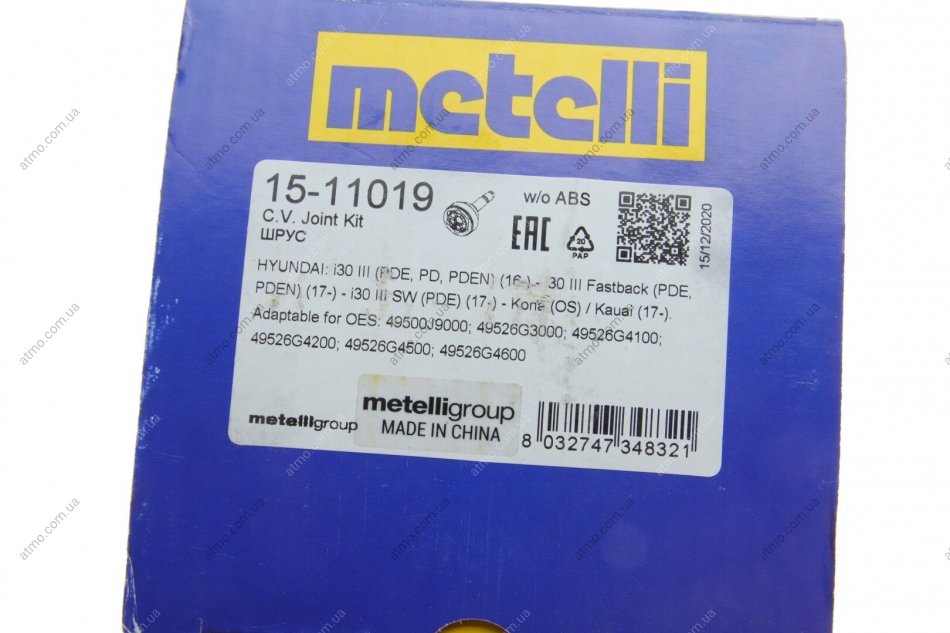 metelli
15-11019
w/o ABS
C.V. Joint Kit
ШРУС
EAC
20
PAP
15/12/2020
HYUNDAI: i30 III (PDE, PD, PDEN) (16-) - i30 III Fastback (PDE,
PDEN) (17-) - i30 III SW (PDE) (17-) - Kona (OS) / Kauai (17-).
Adaptable for OES: 49500J9000; 49526G3000; 49526G4100;
49526G4200; 49526G4500; 49526G4600
metelligroup
metelligroup
MADE IN CHINA
8 032747 348321
atmo.com.ua